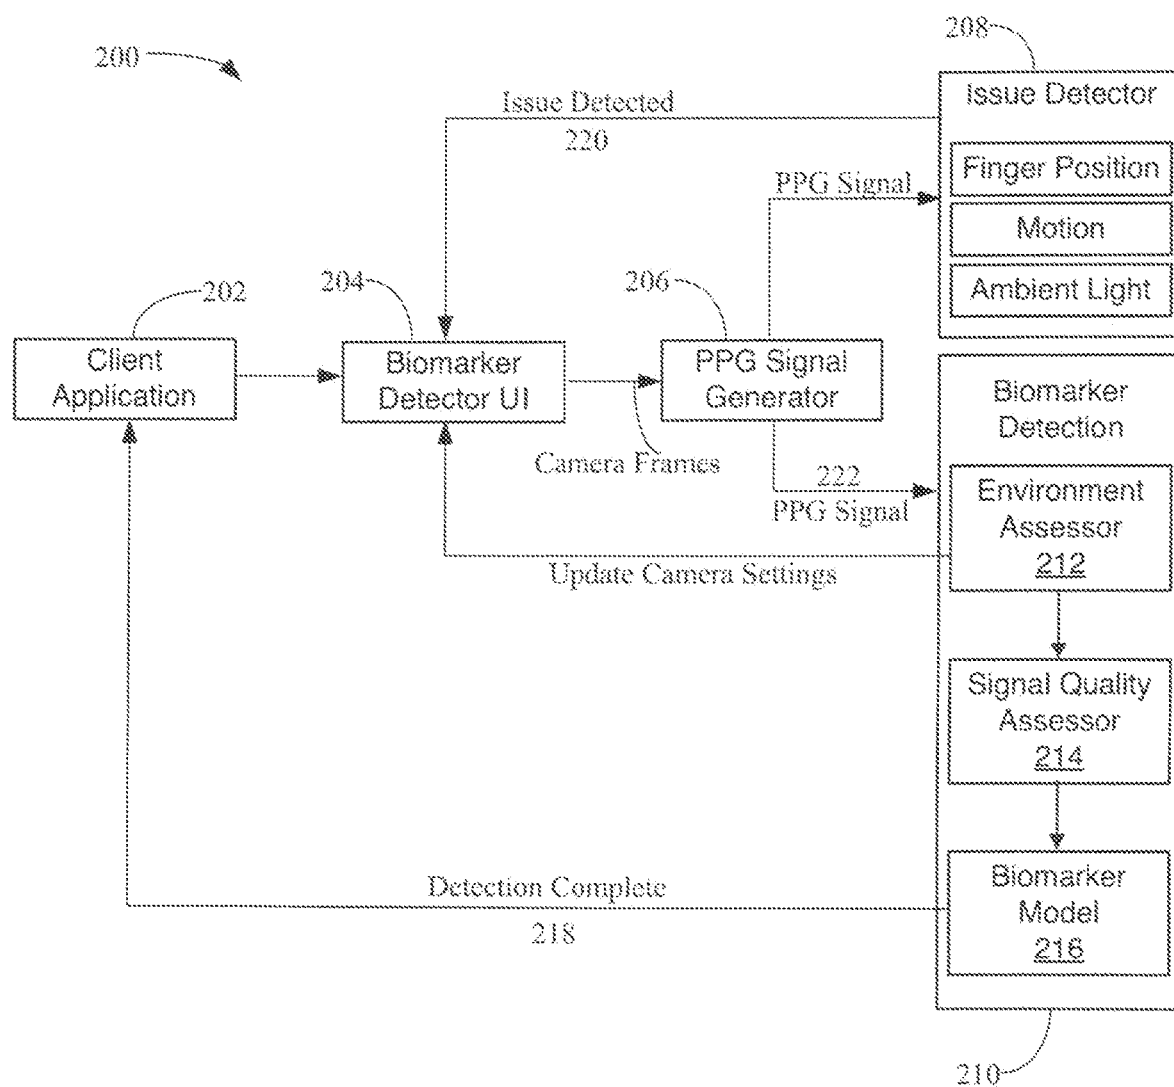 208
200
Issue Detector
Issue Detected
220
Finger Position
PPG Signal
Motion
Ambient Light
202
204
206
Client
Application
Biomarker
Detector UI
PPG Signal
Generator
Camera Frames
Biomarker
Detection
222
PPG Signal
Environment
Assessor
212
Update Camera Settings
Signal Quality
Assessor
214
Biomarker
Model
216
Detection Complete
218
210